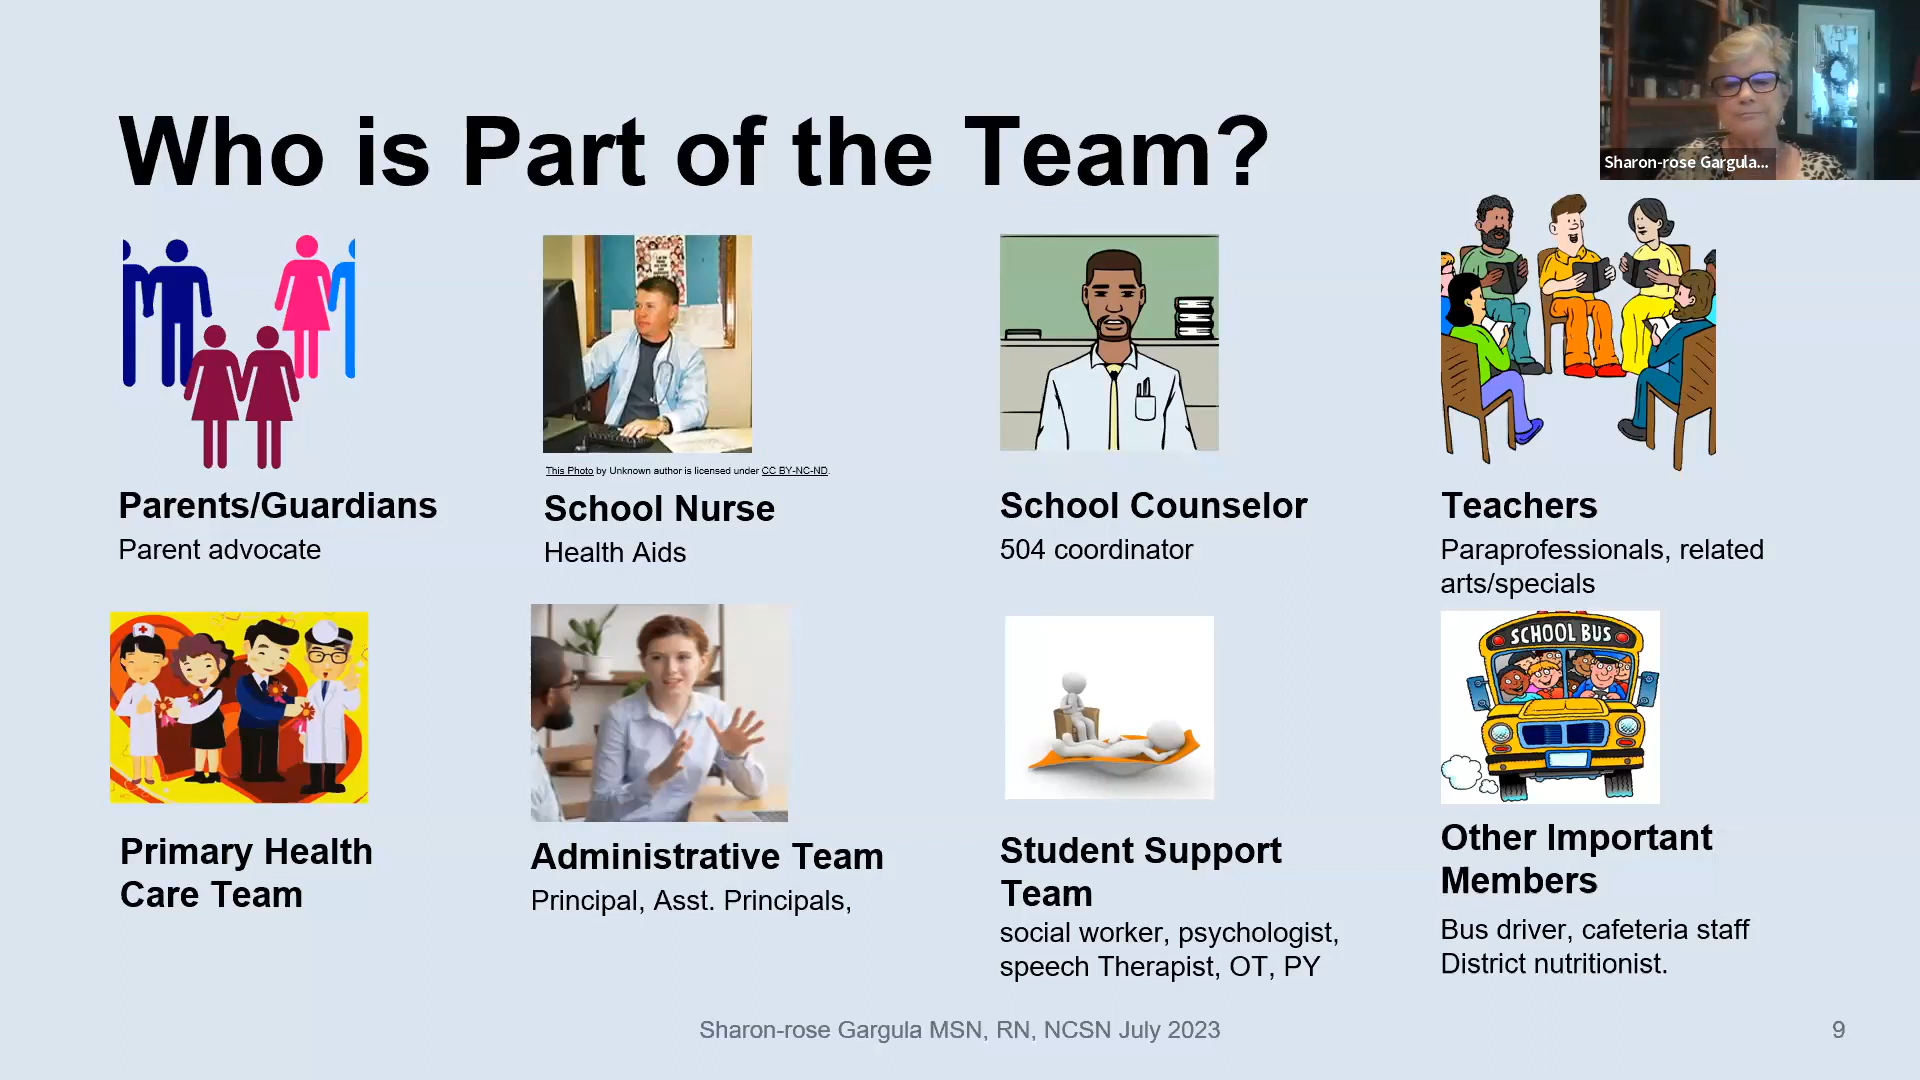 Who is Part of the Team?
Sharon-rose Gargula...
This Photo by Unknown author is licensed under CC BY-NC-ND.
Parents/Guardians
Parent advocate
School Nurse
Health Aids
School Counselor
504 coordinator
Teachers
Paraprofessionals, related
arts/specials
SCHOOL BUS
Primary Health
Care Team
Administrative Team
Principal, Asst. Principals,
Student Support
Team
social worker, psychologist,
speech Therapist, OT, PY
Other Important
Members
Bus driver, cafeteria staff
District nutritionist.
Sharon-rose Gargula MSN, RN, NCSN July 2023
9